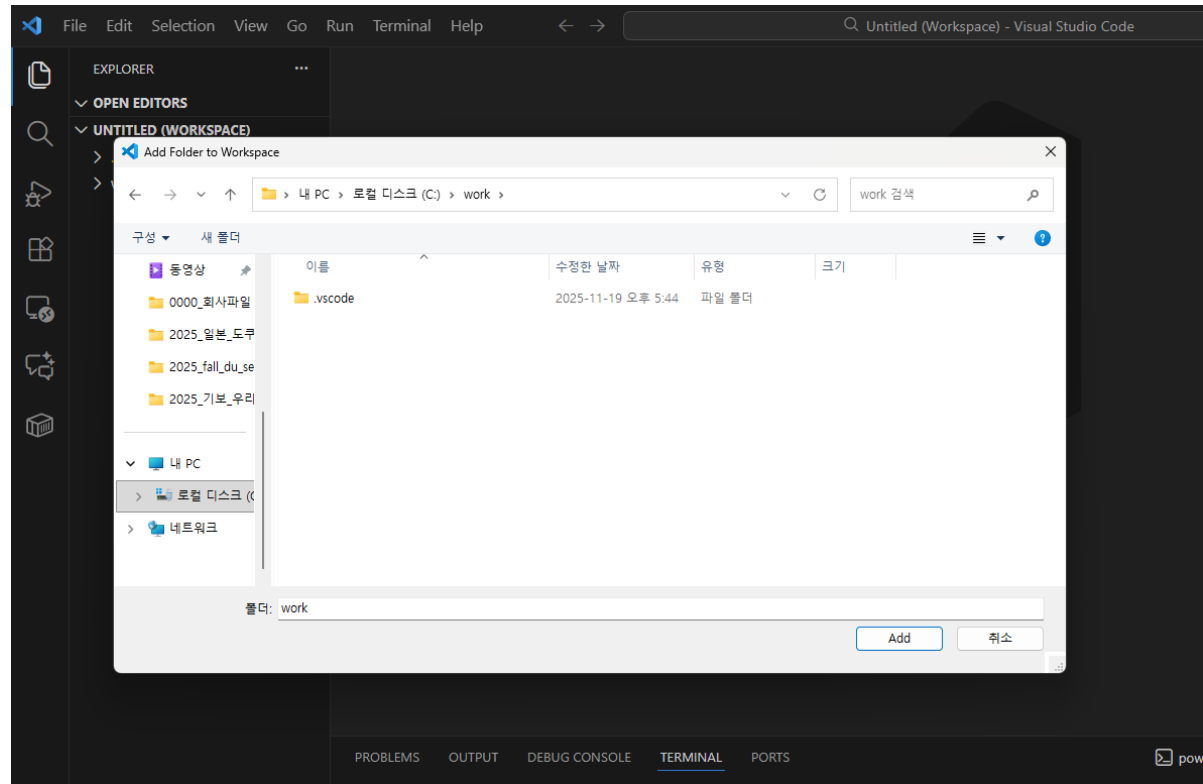 File Edit Selection View Go Run Terminal Help Untitled (Workspace) - Visual Studio Code
EXPLORER ···
OPEN EDITORS
UNTITLED (WORKSPACE)
Add Folder to Workspace
내 PC › 로컬 디스크 (C:) › work ›
work 검색
구성 새 폴더
이름 수정한 날짜 유형 크기
동영상
.vscode 2025-11-19 오후 5:44 파일 폴더
0000_회사파일
2025_일본_도쿠
2025_fall_du_se
2025_기보_우리
내 PC
로컬 디스크 (C
네트워크
폴더: work
Add 취소
PROBLEMS OUTPUT DEBUG CONSOLE TERMINAL PORTS pow